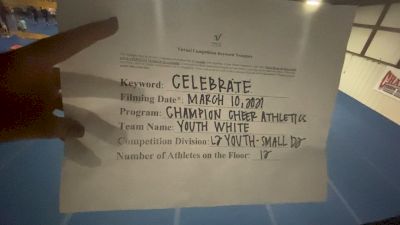 Virtual Competition Keyword Template
Keyword: CELEBRATE
Filming Date*: MARCH 10, 2021
Program: CHAMPION CHEER ATHLETICS
Team Name: YOUTH WHITE
Competition Division: L2 YOUTH-SMALL D2
Number of Athletes on the Floor: 12